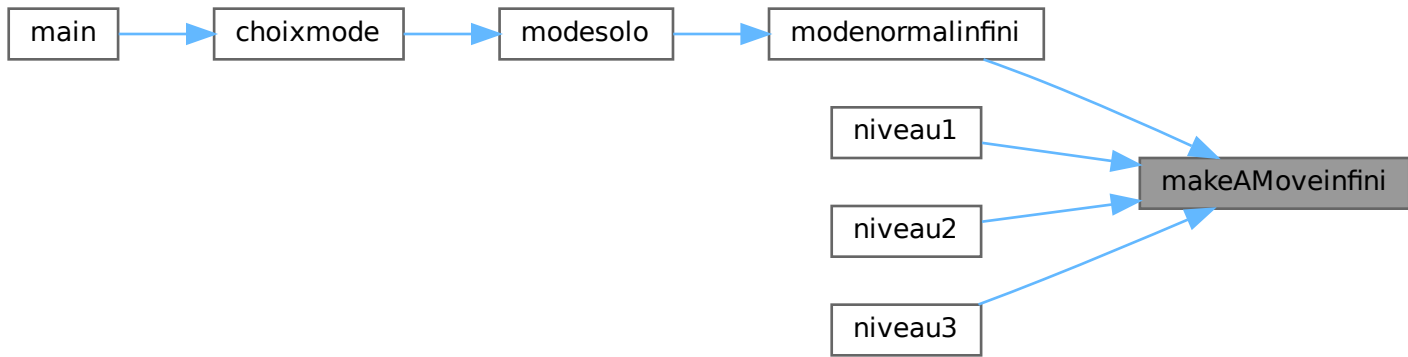 main
choixmode
modesolo
modenormalinfini
niveau1
makeAMoveinfini
niveau2
niveau3